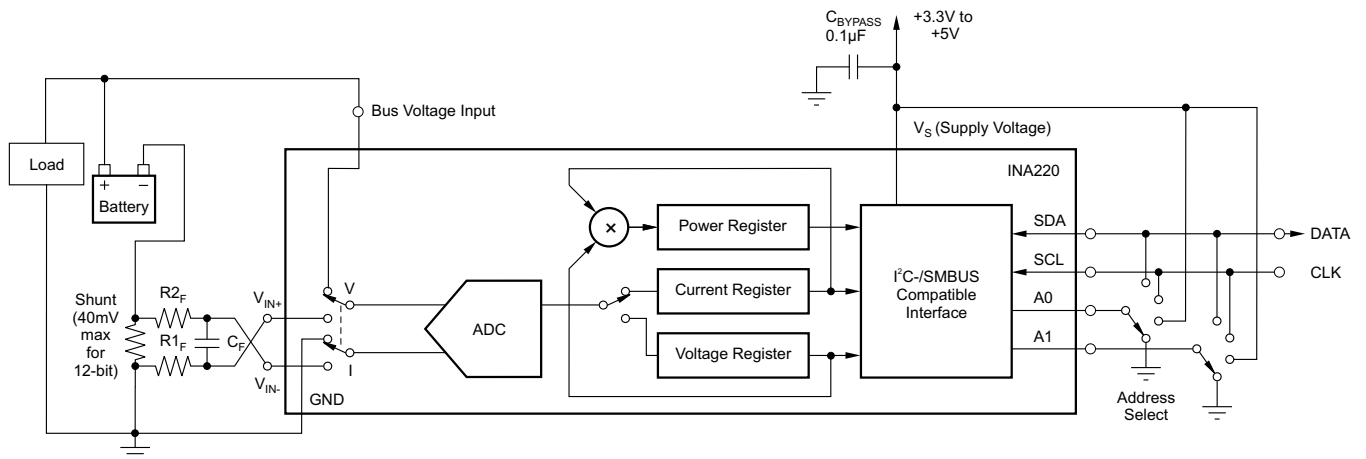 C_BYPASS
0.1µF
+3.3V to
+5V
Bus Voltage Input
V_S (Supply Voltage)
Load
+ −
Battery
INA220
×
Power Register
Current Register
Voltage Register
ADC
I²C-/SMBUS
Compatible
Interface
SDA
SCL
A0
A1
DATA
CLK
Address
Select
Shunt
(40mV
max
for
12-bit)
R2_F
R1_F
C_F
V_IN+
V_IN-
V
I
GND